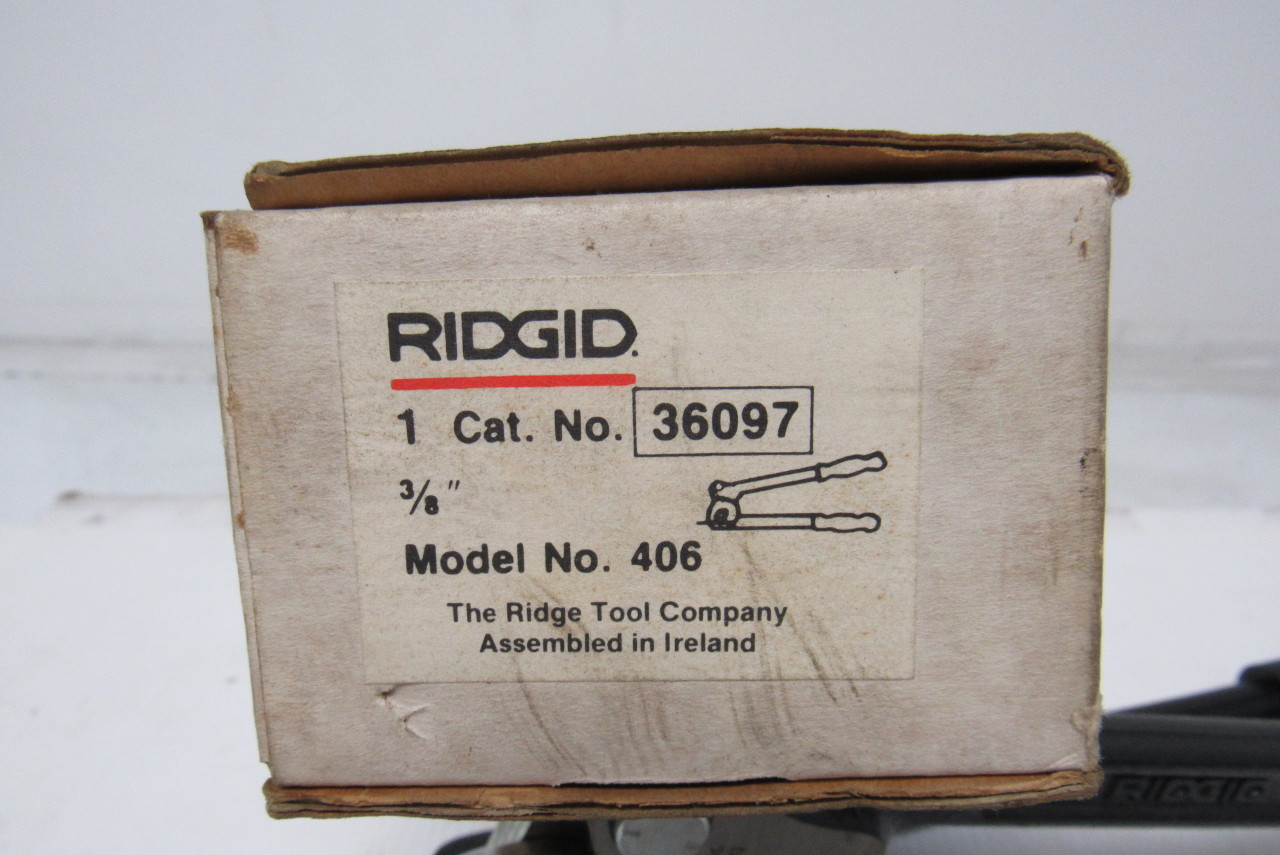 RIDGID.
1 Cat. No. 36097
3/8"
Model No. 406
The Ridge Tool Company
Assembled in Ireland
RIDGID